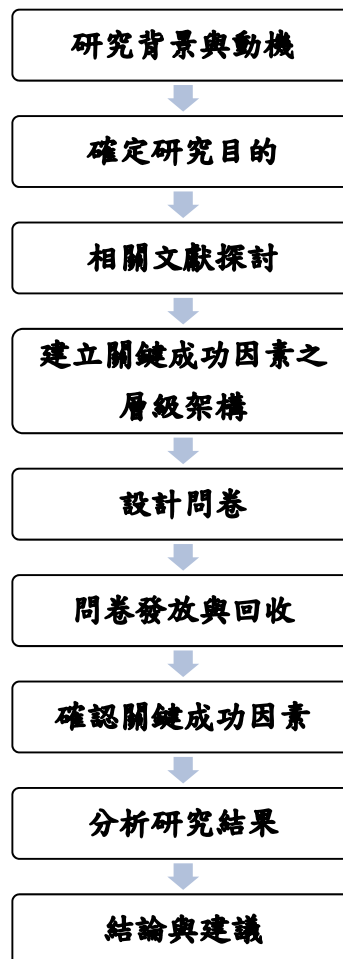 研究背景與動機
確定研究目的
相關文獻探討
建立關鍵成功因素之
層級架構
設計問卷
問卷發放與回收
確認關鍵成功因素
分析研究結果
結論與建議